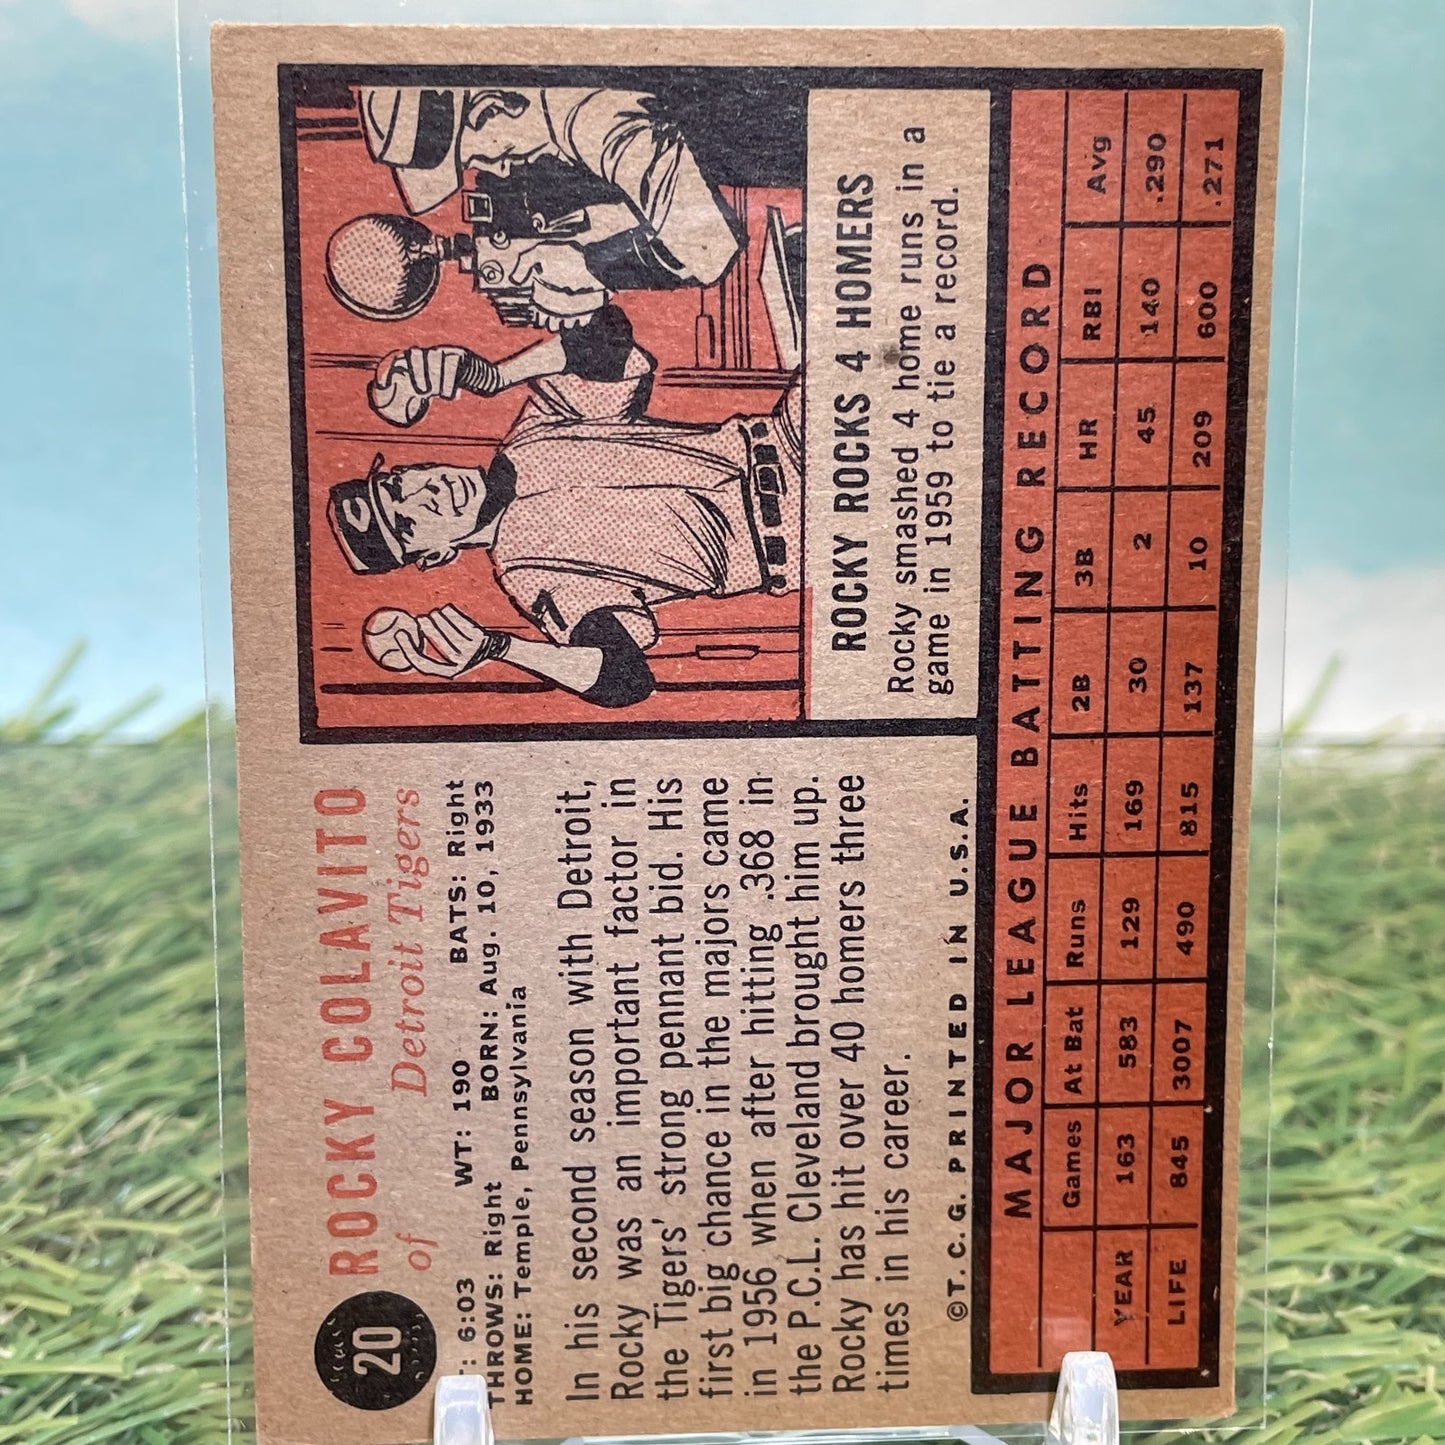 20
ROCKY COLAVITO
of Detroit Tigers
: 6:03 WT: 190 BATS: Right
THROWS: Right BORN: Aug. 10, 1933
HOME: Temple, Pennsylvania
In his second season with Detroit,
Rocky was an important factor in
the Tigers' strong pennant bid. His
first big chance in the majors came
in 1956 when after hitting .368 in
the P.C.L. Cleveland brought him up.
Rocky has hit over 40 homers three
times in his career.
©T. C. G. PRINTED IN U.S.A.
C
7
ROCKY ROCKS 4 HOMERS
Rocky smashed 4 home runs in a
game in 1959 to tie a record.
MAJOR LEAGUE BATTING RECORD
Games At Bat Runs Hits 2B 3B HR RBI Avg
YEAR 163 583 129 169 30 2 45 140 .290
LIFE 845 3007 490 815 137 10 209 600 .271